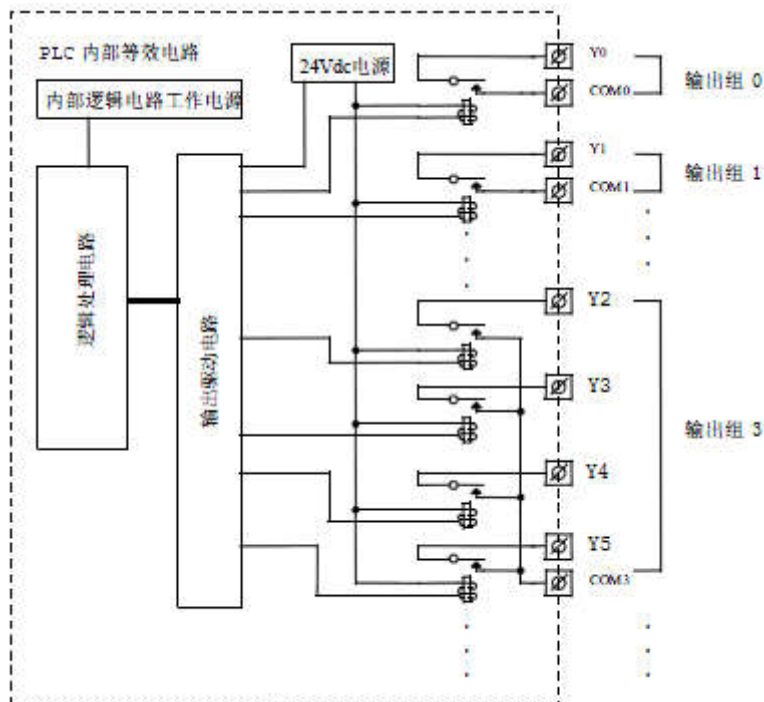 PLC 内部等效电路
24Vdc电源
内部逻辑电路工作电源
逻辑处理电路
输出驱动电路
Y0
COM0
输出组 0
Y1
COM1
输出组 1
Y2
Y3
Y4
Y5
COM3
输出组 3